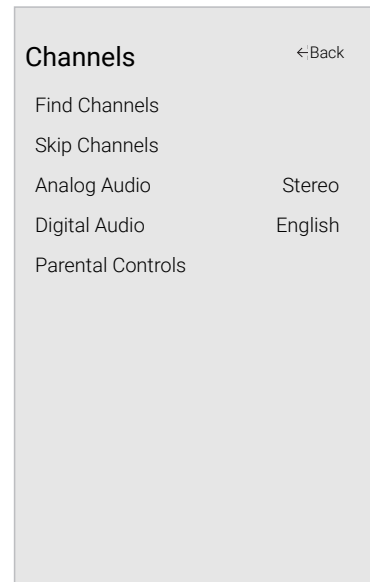 Channels ←Back
Find Channels
Skip Channels
Analog Audio Stereo
Digital Audio English
Parental Controls